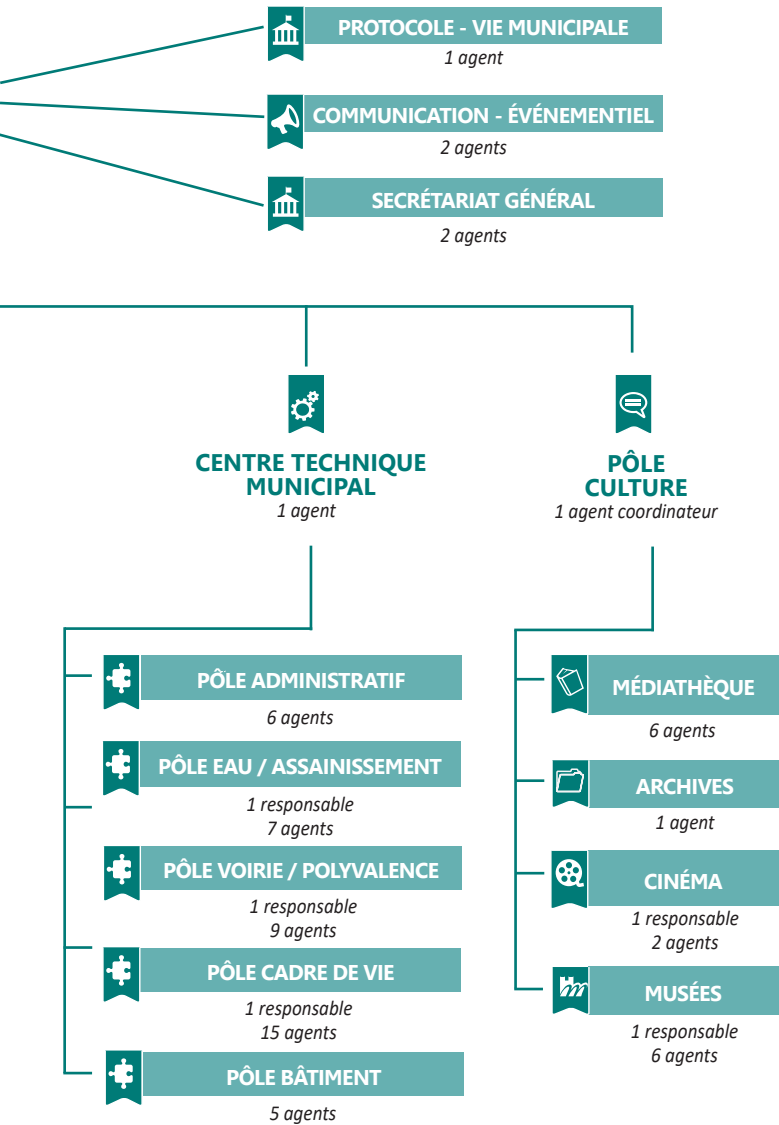 PROTOCOLE - VIE MUNICIPALE
1 agent
COMMUNICATION - ÉVÉNEMENTIEL
2 agents
SECRÉTARIAT GÉNÉRAL
2 agents
CENTRE TECHNIQUE
MUNICIPAL
1 agent
PÔLE ADMINISTRATIF
6 agents
PÔLE EAU / ASSAINISSEMENT
1 responsable
7 agents
PÔLE VOIRIE / POLYVALENCE
1 responsable
9 agents
PÔLE CADRE DE VIE
1 responsable
15 agents
PÔLE BÂTIMENT
5 agents
PÔLE
CULTURE
1 agent coordinateur
MÉDIATHÈQUE
6 agents
ARCHIVES
1 agent
CINÉMA
1 responsable
2 agents
MUSÉES
1 responsable
6 agents